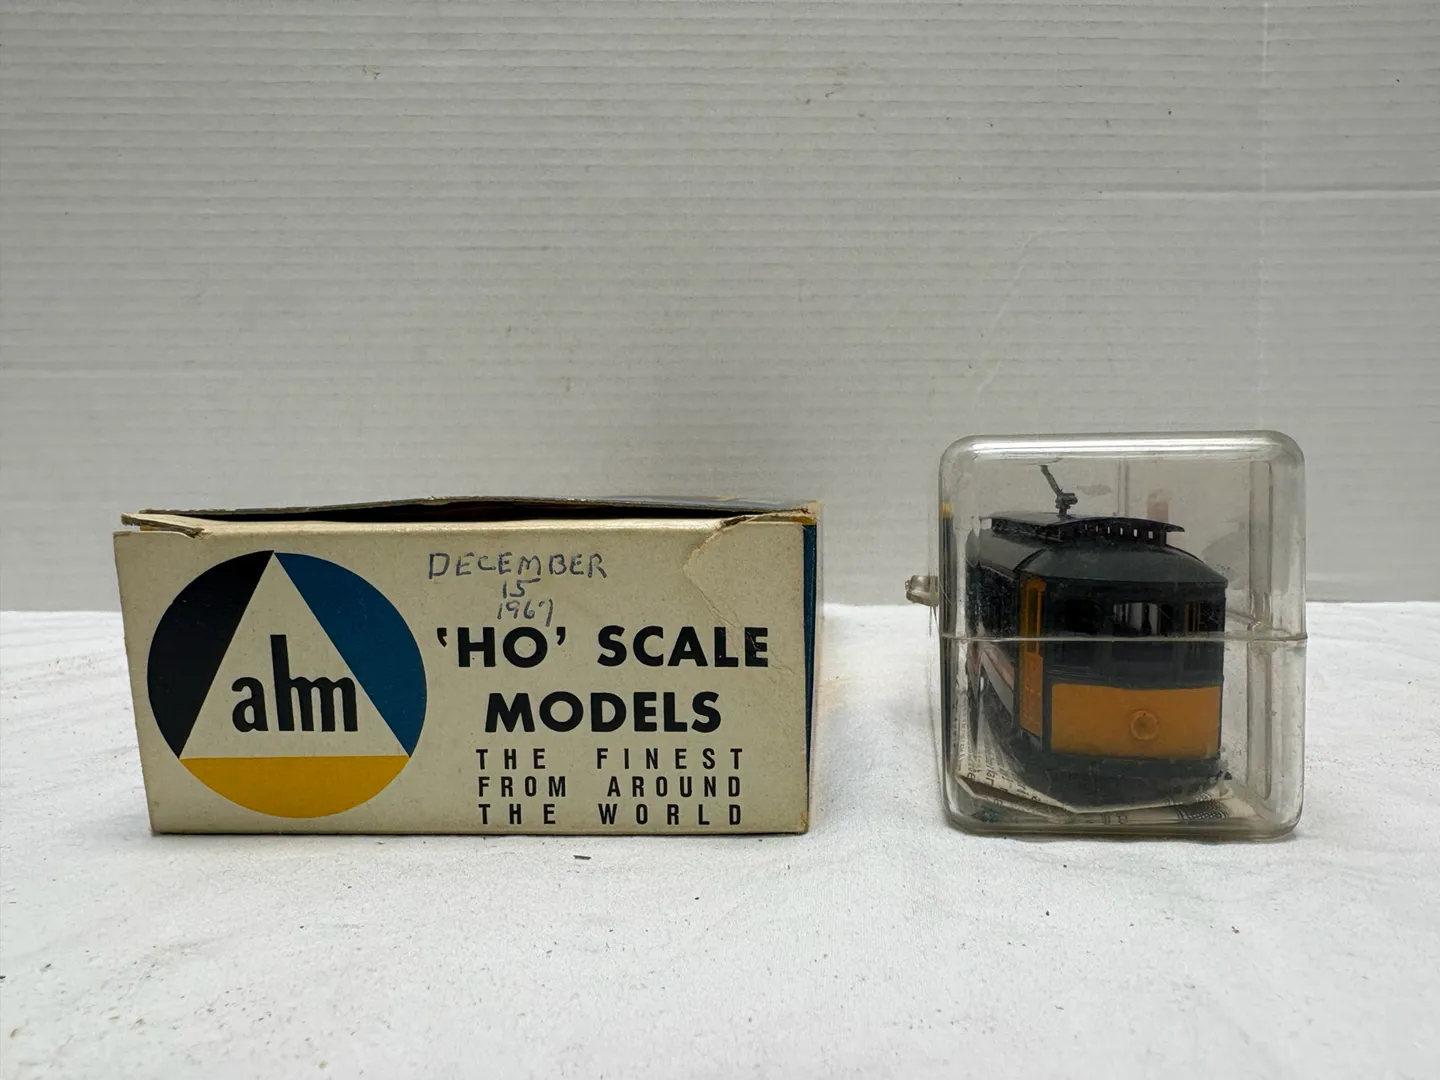 DECEMBER
15
1967
ahm
'HO' SCALE
MODELS
THE FINEST
FROM AROUND
THE WORLD